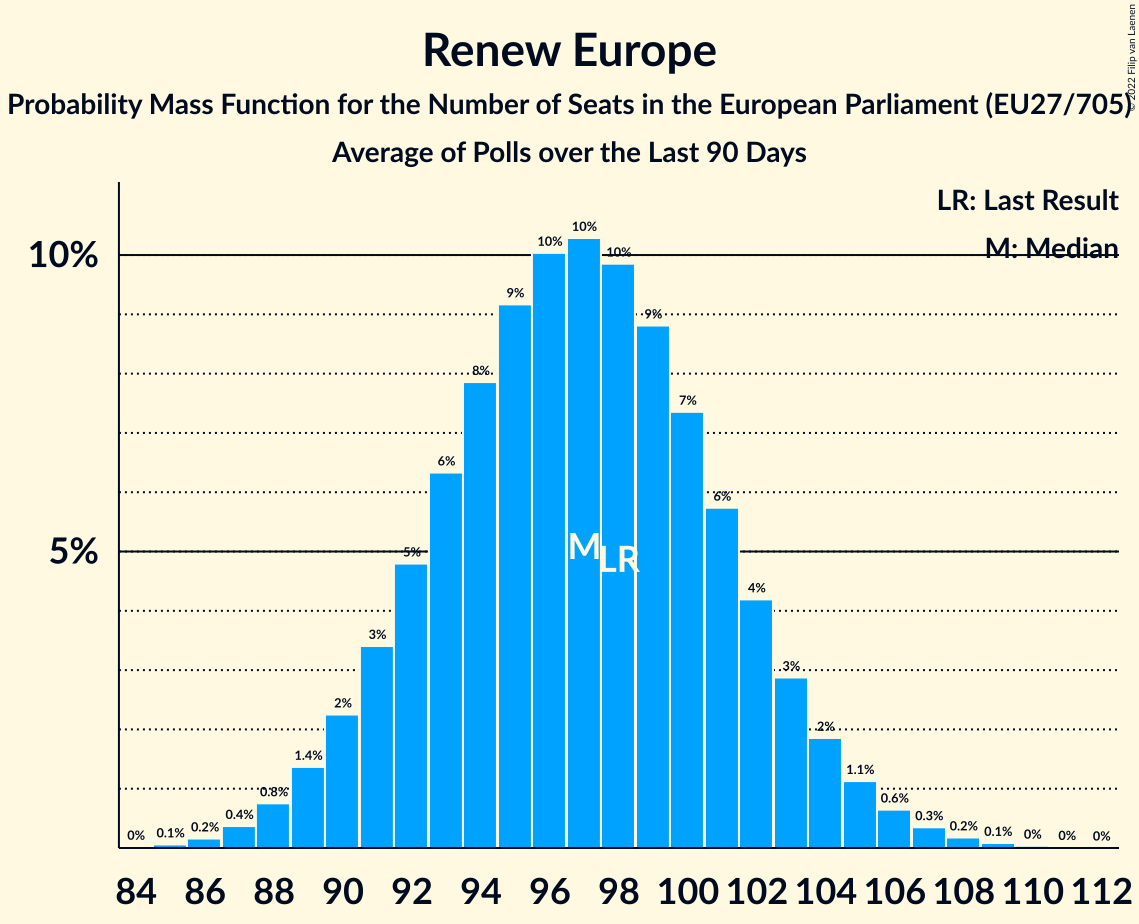 Renew Europe
Probability Mass Function for the Number of Seats in the European Parliament (EU27/705)
Average of Polls over the Last 90 Days
© 2022 Filip van Laenen
LR: Last Result
M: Median
10%
5%
0% 0.1% 0.2% 0.4% 0.8% 1.4% 2% 3% 5% 6% 8% 9% 10% 10% 10% 9% 7% 6% 4% 3% 2% 1.1% 0.6% 0.3% 0.2% 0.1% 0% 0% 0%
M LR
84 86 88 90 92 94 96 98 100 102 104 106 108 110 112